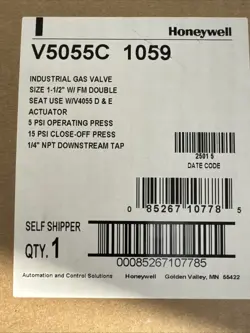 Honeywell
V5055C 1059
INDUSTRIAL GAS VALVE
SIZE 1-1/2" W/ FM DOUBLE
SEAT USE W/V4055 D & E
ACTUATOR
5 PSI OPERATING PRESS
15 PSI CLOSE-OFF PRESS
1/4" NPT DOWNSTREAM TAP
2501 5
DATE CODE
0 85267 10778 5
SELF SHIPPER
QTY. 1
00085267107785
Automation and Control Solutions Honeywell Golden Valley, MN 55422